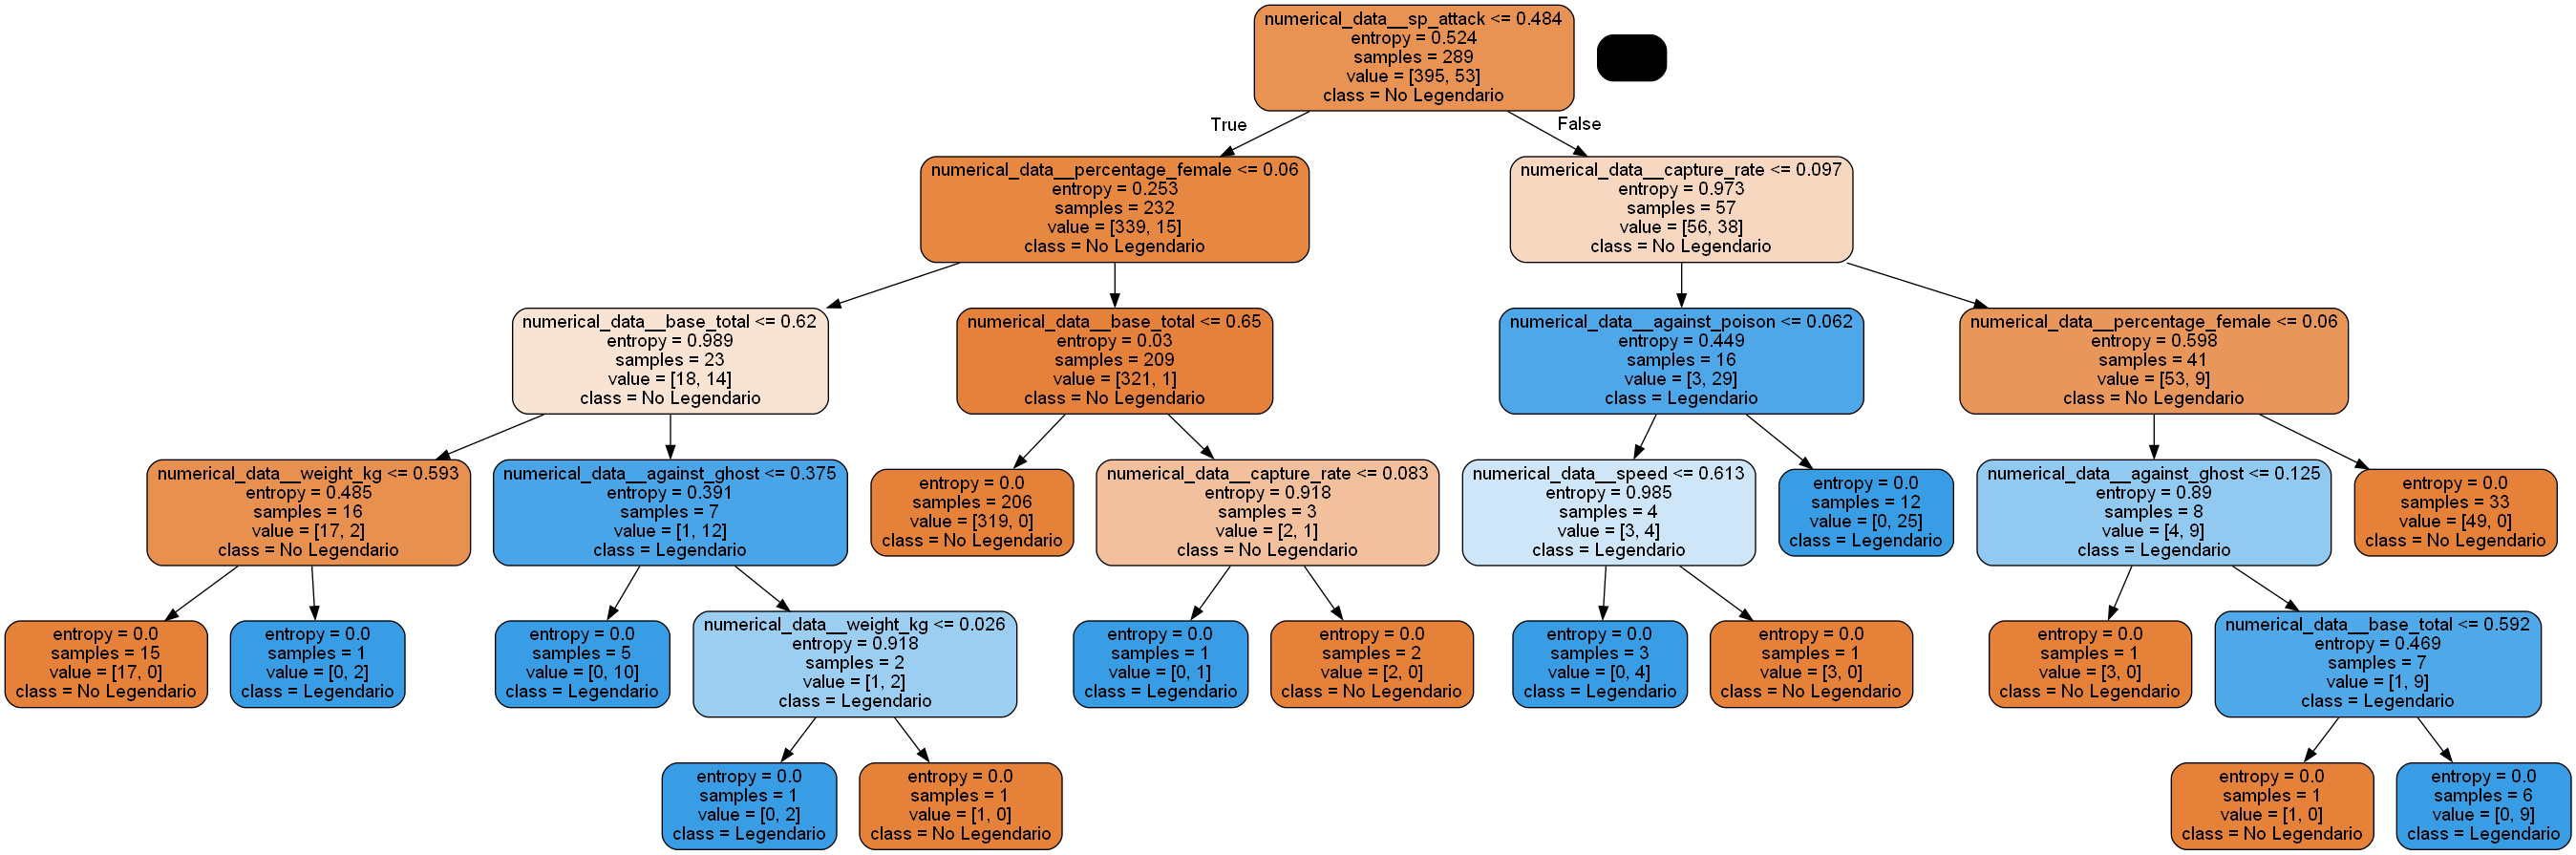 numerical_data__sp_attack <= 0.484
entropy = 0.524
samples = 289
value = [395, 53]
class = No Legendario
True
False
numerical_data__percentage_female <= 0.06
entropy = 0.253
samples = 232
value = [339, 15]
class = No Legendario
numerical_data__capture_rate <= 0.097
entropy = 0.973
samples = 57
value = [56, 38]
class = No Legendario
numerical_data__base_total <= 0.62
entropy = 0.989
samples = 23
value = [18, 14]
class = No Legendario
numerical_data__base_total <= 0.65
entropy = 0.03
samples = 209
value = [321, 1]
class = No Legendario
numerical_data__against_poison <= 0.062
entropy = 0.449
samples = 16
value = [3, 29]
class = Legendario
numerical_data__percentage_female <= 0.06
entropy = 0.598
samples = 41
value = [53, 9]
class = No Legendario
numerical_data__weight_kg <= 0.593
entropy = 0.485
samples = 16
value = [17, 2]
class = No Legendario
numerical_data__against_ghost <= 0.375
entropy = 0.391
samples = 7
value = [1, 12]
class = Legendario
entropy = 0.0
samples = 206
value = [319, 0]
class = No Legendario
numerical_data__capture_rate <= 0.083
entropy = 0.918
samples = 3
value = [2, 1]
class = No Legendario
numerical_data__speed <= 0.613
entropy = 0.985
samples = 4
value = [3, 4]
class = Legendario
entropy = 0.0
samples = 12
value = [0, 25]
class = Legendario
numerical_data__against_ghost <= 0.125
entropy = 0.89
samples = 8
value = [4, 9]
class = Legendario
entropy = 0.0
samples = 33
value = [49, 0]
class = No Legendario
entropy = 0.0
samples = 15
value = [17, 0]
class = No Legendario
entropy = 0.0
samples = 1
value = [0, 2]
class = Legendario
entropy = 0.0
samples = 5
value = [0, 10]
class = Legendario
numerical_data__weight_kg <= 0.026
entropy = 0.918
samples = 2
value = [1, 2]
class = Legendario
entropy = 0.0
samples = 1
value = [0, 1]
class = Legendario
entropy = 0.0
samples = 2
value = [2, 0]
class = No Legendario
entropy = 0.0
samples = 3
value = [0, 4]
class = Legendario
entropy = 0.0
samples = 1
value = [3, 0]
class = No Legendario
entropy = 0.0
samples = 1
value = [3, 0]
class = No Legendario
numerical_data__base_total <= 0.592
entropy = 0.469
samples = 7
value = [1, 9]
class = Legendario
entropy = 0.0
samples = 1
value = [0, 2]
class = Legendario
entropy = 0.0
samples = 1
value = [1, 0]
class = No Legendario
entropy = 0.0
samples = 1
value = [1, 0]
class = No Legendario
entropy = 0.0
samples = 6
value = [0, 9]
class = Legendario